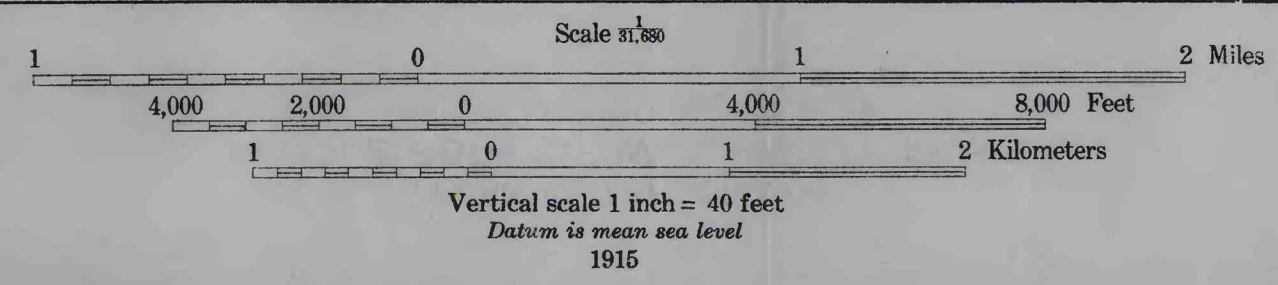 Scale 1/31,680
1 0 1 2 Miles
4,000 2,000 0 4,000 8,000 Feet
1 0 1 2 Kilometers
Vertical scale 1 inch = 40 feet
Datum is mean sea level
1915